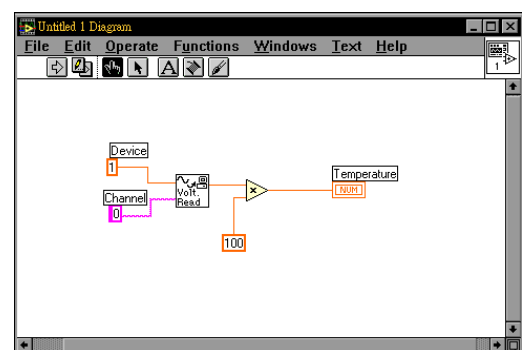 Untitled 1 Diagram
File Edit Operate Functions Windows Text Help
A
1
Device
1
Channel
0
Volt.
Read
×
100
Temperature
NUM